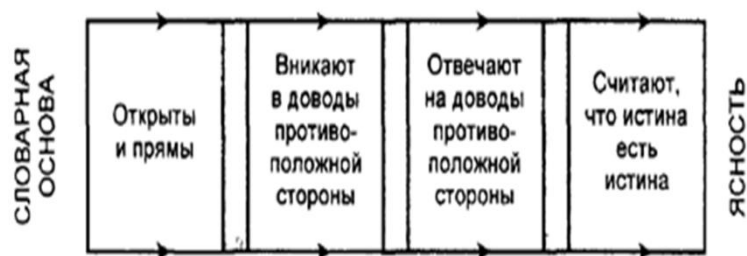 СЛОВАРНАЯ
ОСНОВА
Открыты
и прямы
Вникают
в доводы
противо-
положной
стороны
Отвечают
на доводы
противо-
положной
стороны
Считают,
что истина
есть
истина
ЯСНОСТЬ